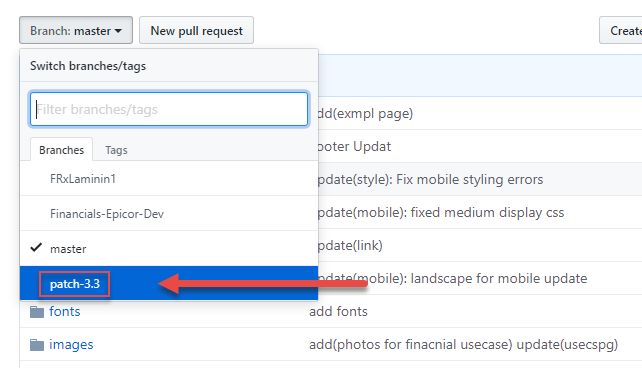 Branch: master
New pull request
Create
Switch branches/tags
Filter branches/tags
dd(exmpl page)
ooter Updat
Branches
Tags
FRxLaminin1
pdate(style): Fix mobile styling errors
Financials-Epicor-Dev
pdate(mobile): fixed medium display css
master
pdate(link)
patch-3.3
pdate(mobile): landscape for mobile update
fonts
add fonts
images
add(photos for finacnial usecase) update(usecspg)